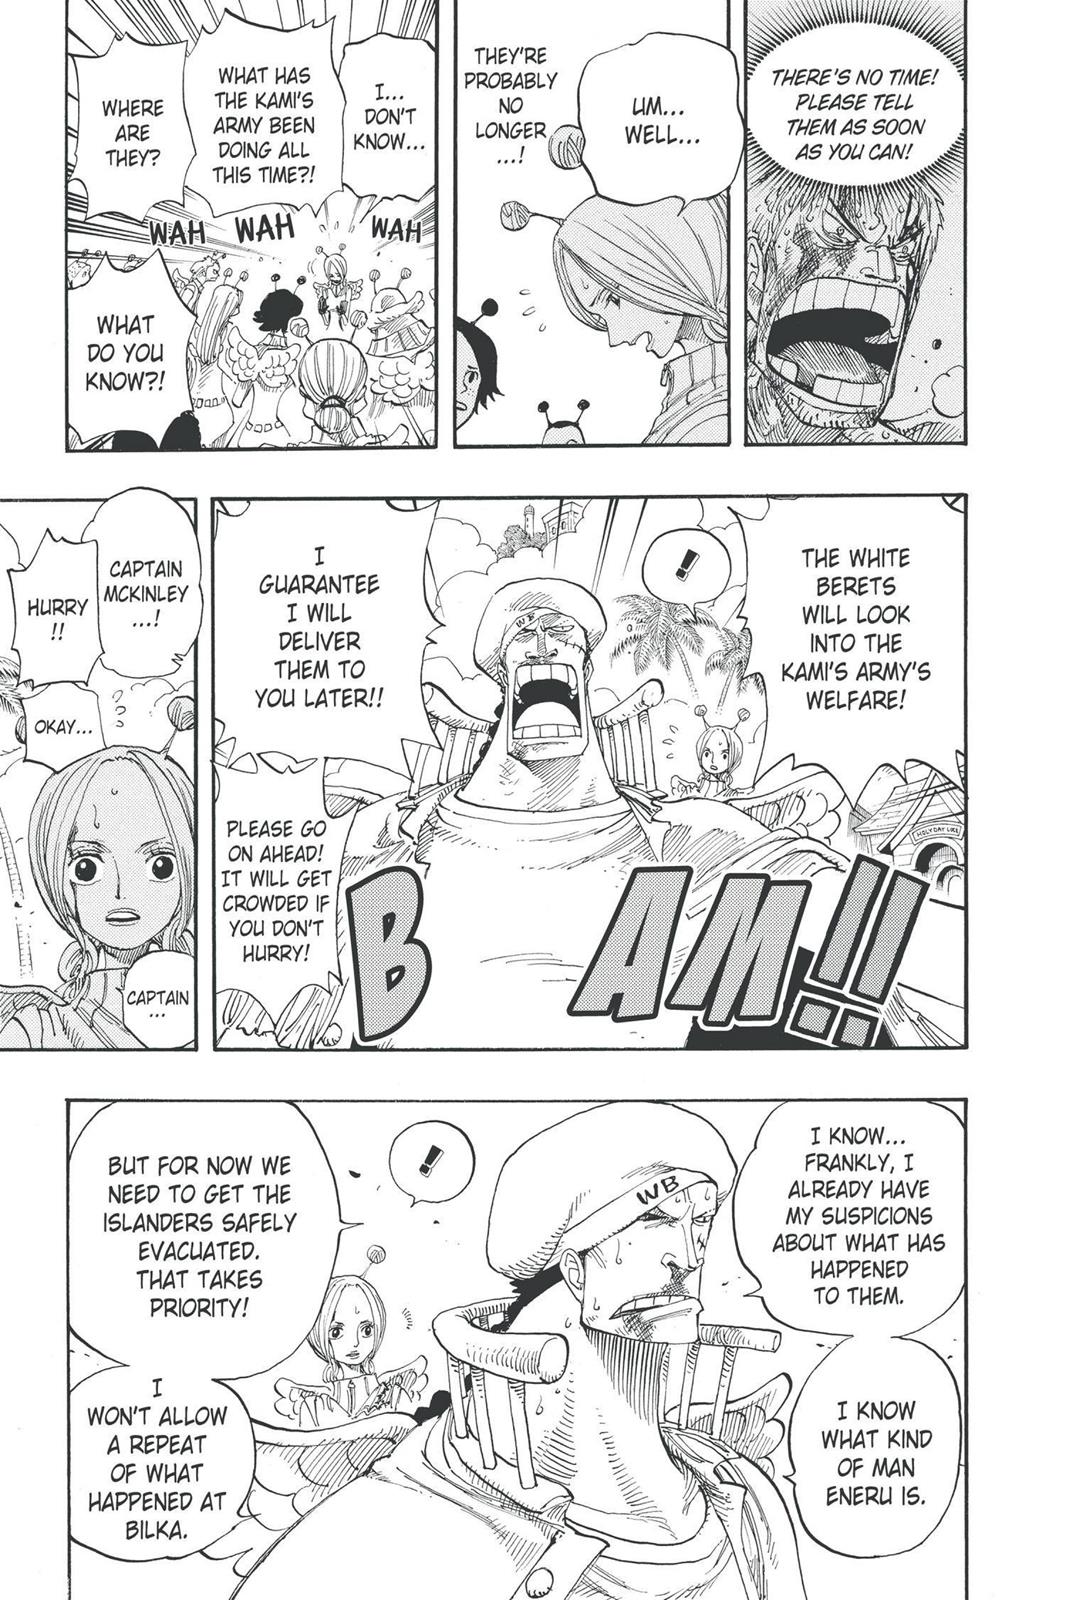 THERE'S NO TIME!
PLEASE TELL
THEM AS SOON
AS YOU CAN!
UM...
WELL...
THEY'RE
PROBABLY
NO
LONGER
...!
I...
DON'T
KNOW...
WHAT HAS
THE KAMI'S
ARMY BEEN
DOING ALL
THIS TIME?!
WHERE
ARE
THEY?
WAH
WAH
WAH
WHAT
DO YOU
KNOW?!
THE WHITE
BERETS
WILL LOOK
INTO THE
KAMI'S ARMY'S
WELFARE!
!
WB
I
GUARANTEE
I WILL
DELIVER
THEM TO
YOU LATER!!
HOLY DAY LIKE
PLEASE GO
ON AHEAD!
IT WILL GET
CROWDED IF
YOU DON'T
HURRY!
BAM!!
CAPTAIN
MCKINLEY
...!
HURRY
!!
OKAY...
CAPTAIN
...
I KNOW...
FRANKLY, I
ALREADY HAVE
MY SUSPICIONS
ABOUT WHAT HAS
HAPPENED
TO THEM.
I KNOW
WHAT KIND
OF MAN
ENERU IS.
WB
!
BUT FOR NOW WE
NEED TO GET THE
ISLANDERS SAFELY
EVACUATED.
THAT TAKES
PRIORITY!
I
WON'T ALLOW
A REPEAT
OF WHAT
HAPPENED AT
BILKA.